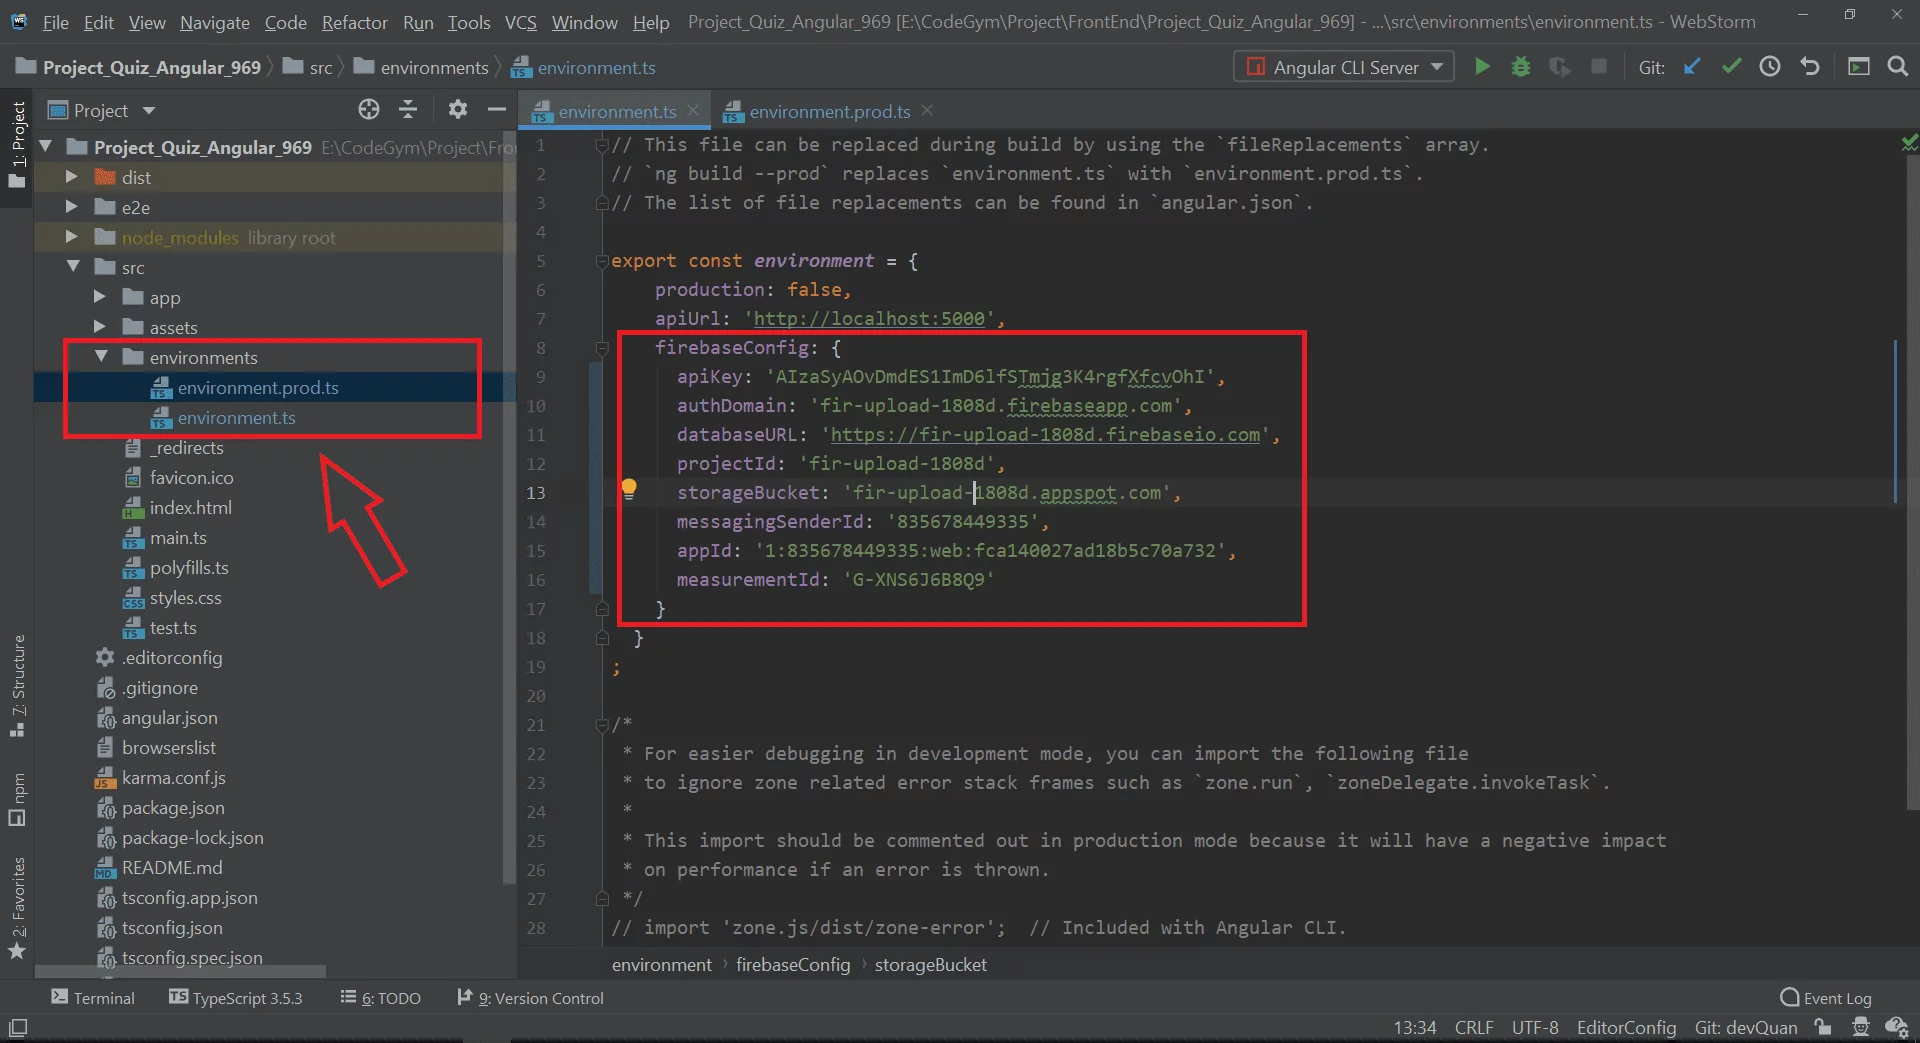 File Edit View Navigate Code Refactor Run Tools VCS Window Help Project_Quiz_Angular_969 [E:\CodeGym\Project\FrontEnd\Project_Quiz_Angular_969] - ...\src\environments\environment.ts - WebStorm
Project_Quiz_Angular_969 src environments environment.ts Angular CLI Server Git:
1: Project
7: Structure
npm
2: Favorites
Project
Project_Quiz_Angular_969 E:\CodeGym\Project\Fro
dist
e2e
node_modules library root
src
app
assets
environments
environment.prod.ts
environment.ts
_redirects
favicon.ico
index.html
main.ts
polyfills.ts
styles.css
test.ts
.editorconfig
.gitignore
angular.json
browserslist
karma.conf.js
package.json
package-lock.json
README.md
tsconfig.app.json
tsconfig.json
tsconfig.spec.json
environment.ts environment.prod.ts
1 // This file can be replaced during build by using the `fileReplacements` array.
2 // `ng build --prod` replaces `environment.ts` with `environment.prod.ts`.
3 // The list of file replacements can be found in `angular.json`.
4
5 export const environment = {
6 production: false,
7 apiUrl: 'http://localhost:5000',
8 firebaseConfig: {
9 apiKey: 'AIzaSyAOvDmdES1ImD6lfSTmjg3K4rgfXfcvOhI',
10 authDomain: 'fir-upload-1808d.firebaseapp.com',
11 databaseURL: 'https://fir-upload-1808d.firebaseio.com',
12 projectId: 'fir-upload-1808d',
13 storageBucket: 'fir-upload-1808d.appspot.com',
14 messagingSenderId: '835678449335',
15 appId: '1:835678449335:web:fca140027ad18b5c70a732',
16 measurementId: 'G-XNS6J6B8Q9'
17 }
18 }
19 ;
20
21 /*
22 * For easier debugging in development mode, you can import the following file
23 * to ignore zone related error stack frames such as `zone.run`, `zoneDelegate.invokeTask`.
24 *
25 * This import should be commented out in production mode because it will have a negative impact
26 * on performance if an error is thrown.
27 */
28 // import 'zone.js/dist/zone-error'; // Included with Angular CLI.
environment › firebaseConfig › storageBucket
Terminal TypeScript 3.5.3 6: TODO 9: Version Control Event Log
13:34 CRLF UTF-8 EditorConfig Git: devQuan